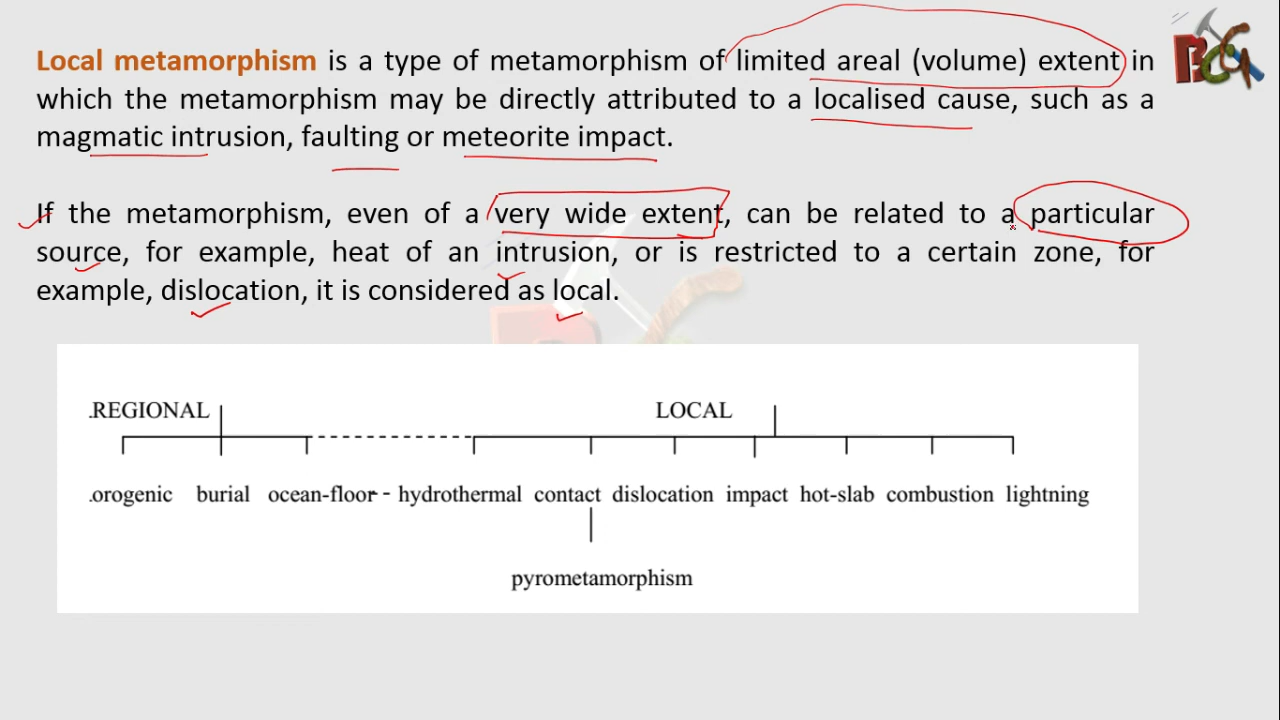 Local metamorphism is a type of metamorphism of limited areal (volume) extent in
which the metamorphism may be directly attributed to a localised cause, such as a
magmatic intrusion, faulting or meteorite impact.
If the metamorphism, even of a very wide extent, can be related to a particular
source, for example, heat of an intrusion, or is restricted to a certain zone, for
example, dislocation, it is considered as local.
.REGIONAL LOCAL
.orogenic burial ocean-floor - hydrothermal contact dislocation impact hot-slab combustion lightning
pyrometamorphism